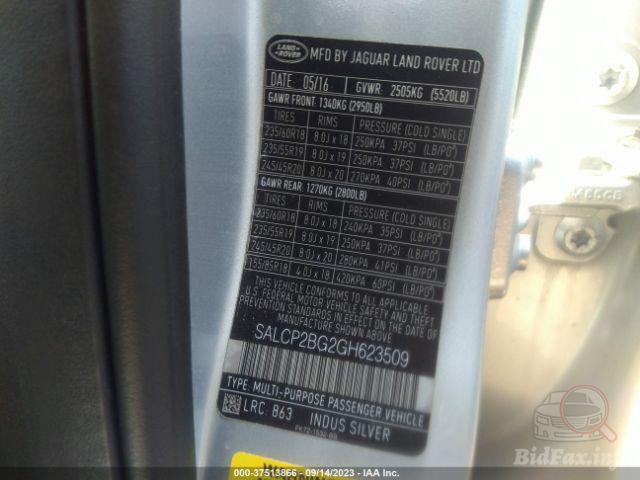 LAND ROVER
MFD BY JAGUAR LAND ROVER LTD
DATE: 05/16 GVWR: 2505KG (5520LB)
GAWR FRONT 1340KG (2950LB)
TIRES RIMS PRESSURE (COLD SINGLE)
235/60R18 8.0J x 18 250KPA 37PSI (LB/PO²)
235/55R19 8.0J x 19 250KPA 37PSI (LB/PO²)
245/45R20 8.0J x 20 270KPA 40PSI (LB/PO²)
GAWR REAR: 1270KG (2800LB)
TIRES RIMS PRESSURE (COLD SINGLE)
235/60R18 8.0J x 18 240KPA 35PSI (LB/PO²)
235/55R19 8.0J x 19 250KPA 37PSI (LB/PO²)
245/45R20 8.0J x 20 280KPA 41PSI (LB/PO²)
155/85R18 4.0J x 18 420KPA 60PSI (LB/PO²)
THIS VEHICLE CONFORMS TO ALL APPLICABLE
U.S FEDERAL MOTOR VEHICLE SAFETY AND THEFT
PREVENTION STANDARDS IN EFFECT ON THE DATE OF
MANUFACTURE SHOWN ABOVE.
SALCP2BG2GH623509
TYPE: MULTI-PURPOSE PASSENGER VEHICLE
LRC: 863 INDUS SILVER
BidFax.info
00-37513866 - 09/14/2023 - IAA Inc.